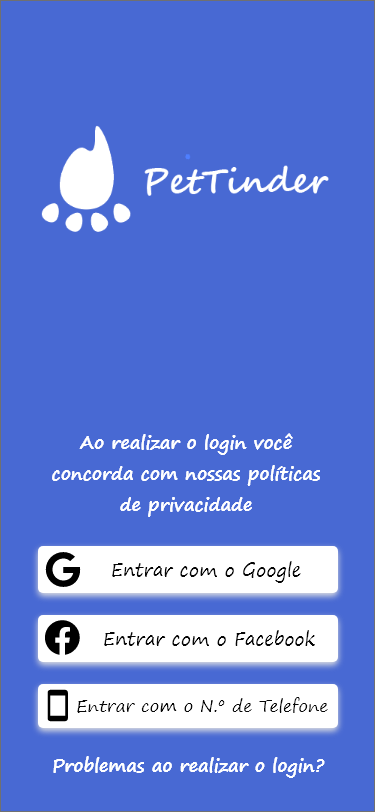 PetTinder
Ao realizar o login você
concorda com nossas políticas
de privacidade
Entrar com o Google
Entrar com o Facebook
Entrar com o N.º de Telefone
Problemas ao realizar o login?